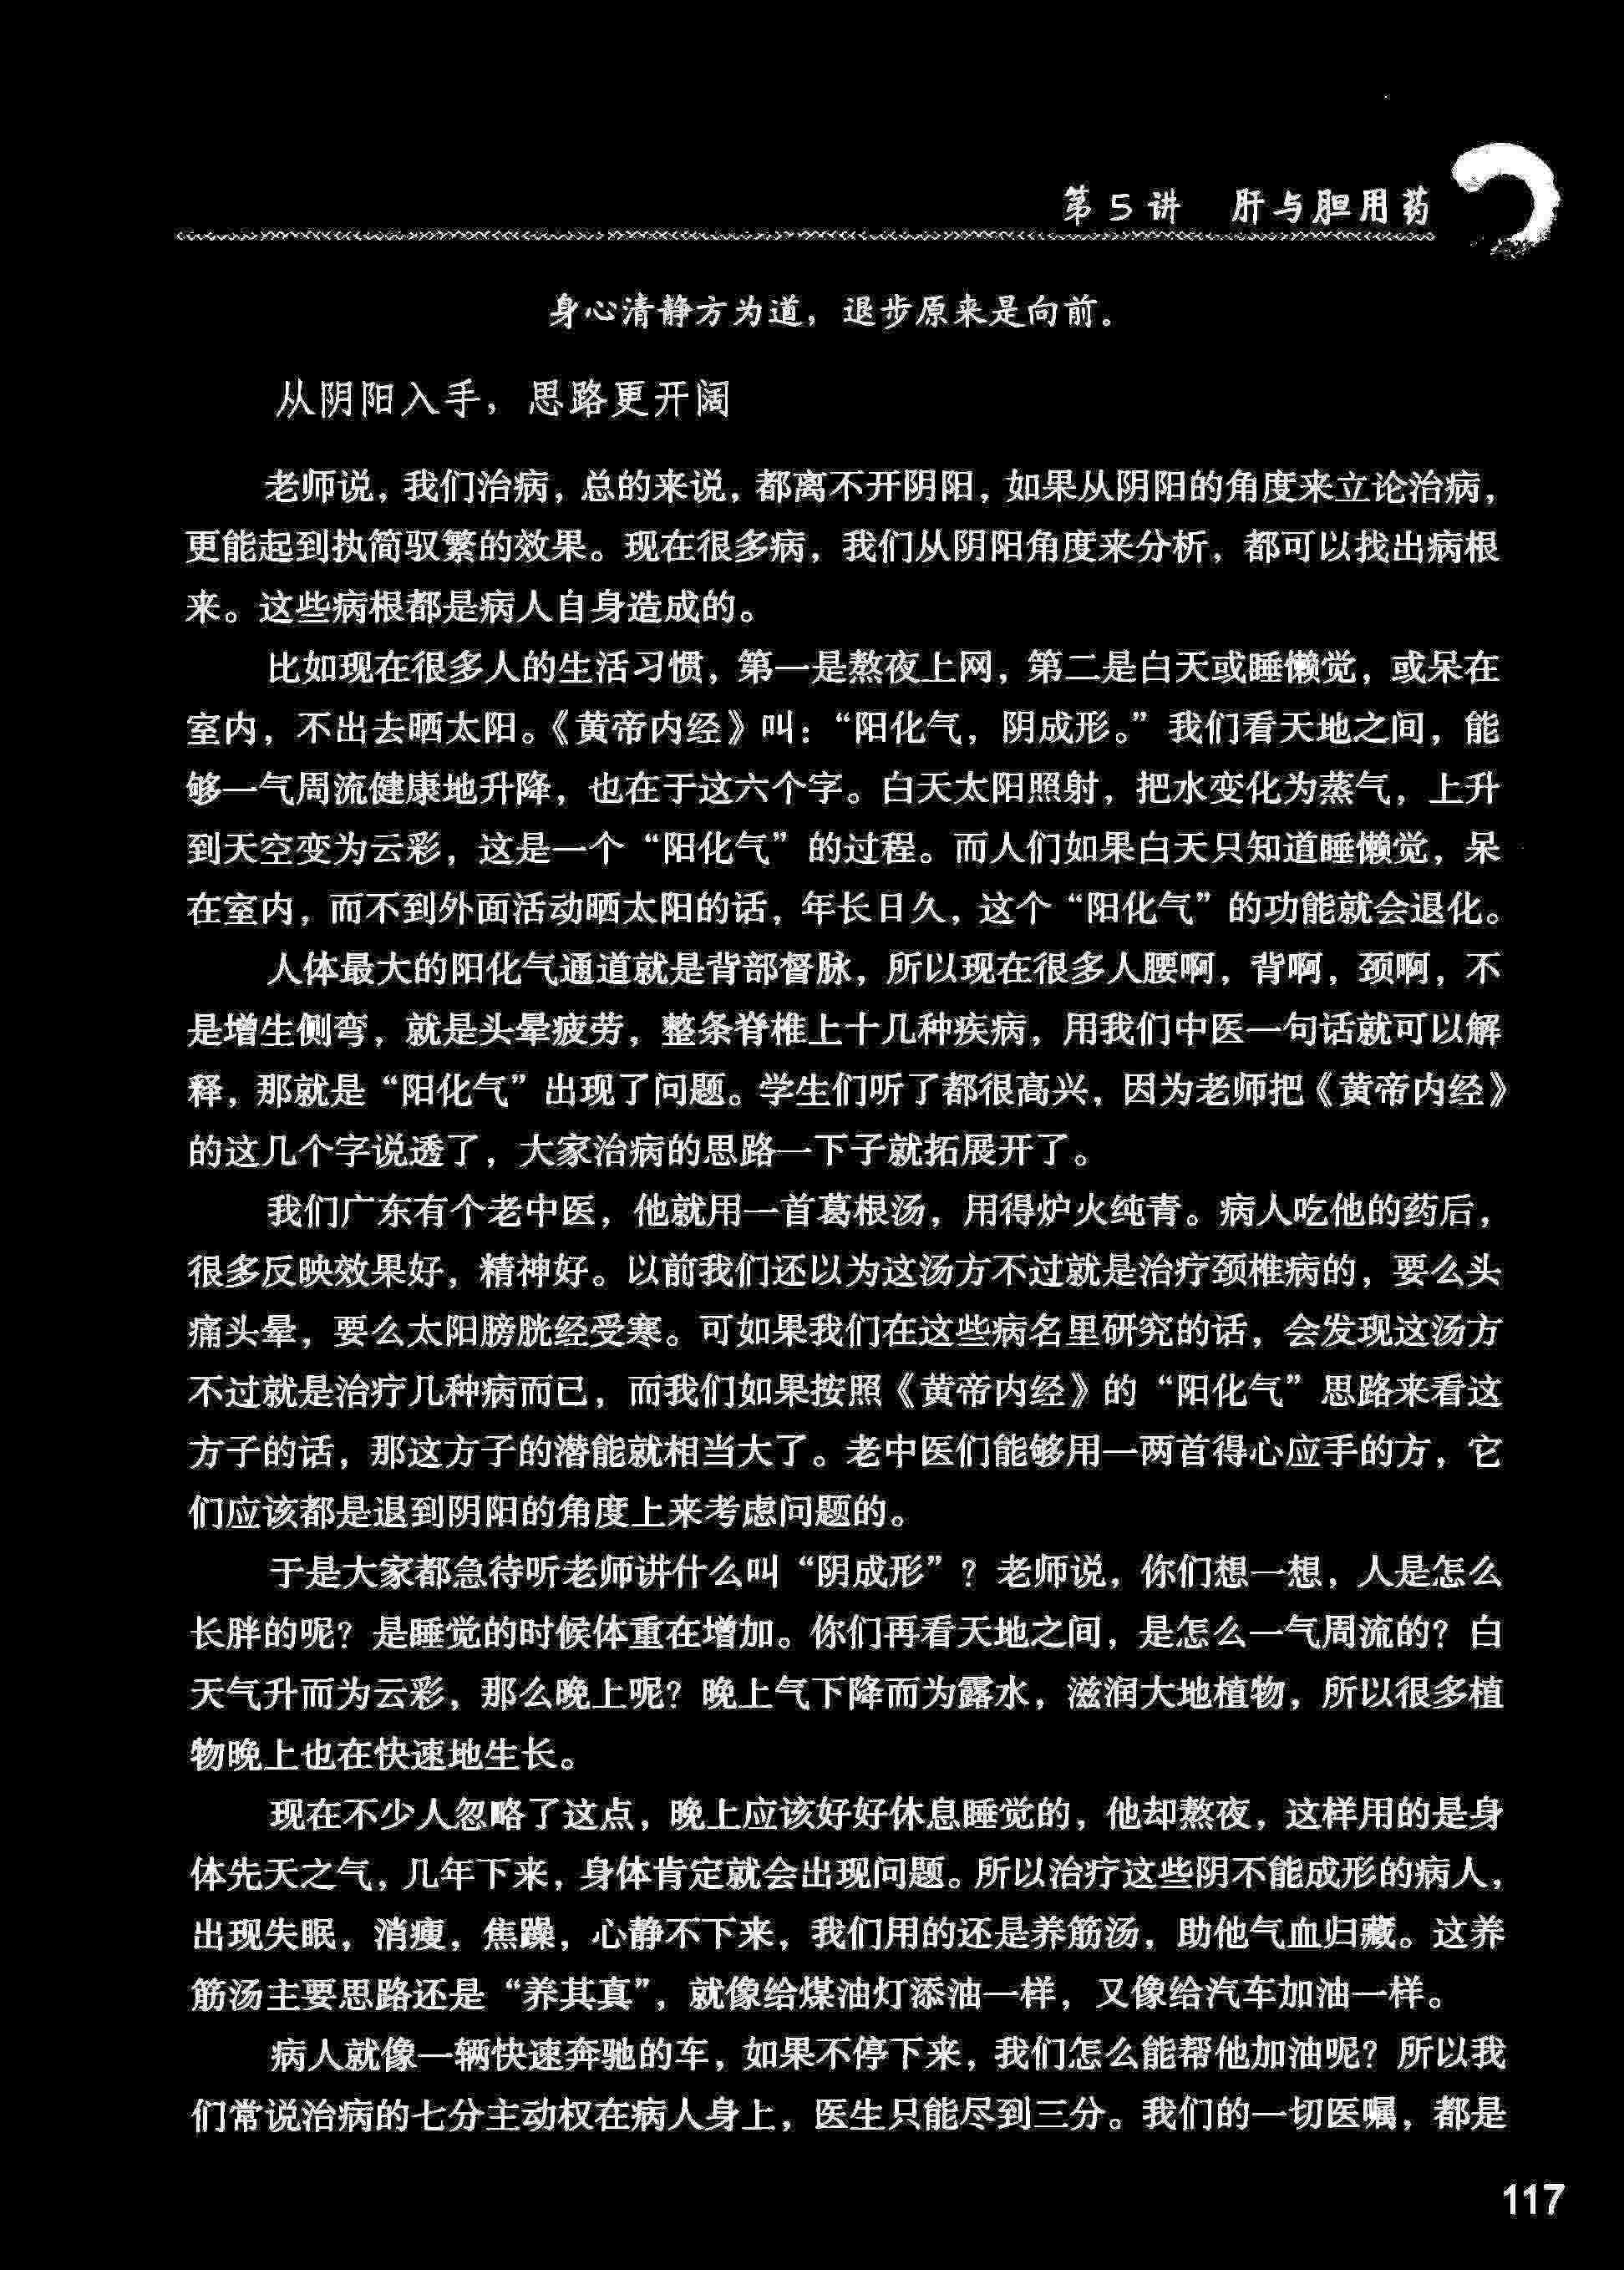 第5讲 肝与胆用药
身心清静方为道，退步原来是向前。
从阴阳入手，思路更开阔
老师说，我们治病，总的来说，都离不开阴阳，如果从阴阳的角度来立论治病，
更能起到执简驭繁的效果。现在很多病，我们从阴阳角度来分析，都可以找出病根
来。这些病根都是病人自身造成的。
比如现在很多人的生活习惯，第一是熬夜上网，第二是白天或睡懒觉，或呆在
室内，不出去晒太阳。《黄帝内经》叫：“阳化气，阴成形。”我们看天地之间，能
够一气周流健康地升降，也在于这六个字。白天太阳照射，把水变化为蒸气，上升
到天空变为云彩，这是一个“阳化气”的过程。而人们如果白天只知道睡懒觉，呆
在室内，而不到外面活动晒太阳的话，年长日久，这个“阳化气”的功能就会退化。
人体最大的阳化气通道就是背部督脉，所以现在很多人腰啊，背啊，颈啊，不
是增生侧弯，就是头晕疲劳，整条脊椎上十几种疾病，用我们中医一句话就可以解
释，那就是“阳化气”出现了问题。学生们听了都很高兴，因为老师把《黄帝内经》
的这几个字说透了，大家治病的思路一下子就拓展开了。
我们广东有个老中医，他就用一首葛根汤，用得炉火纯青。病人吃他的药后，
很多反映效果好，精神好。以前我们还以为这汤方不过就是治疗颈椎病的，要么头
痛头晕，要么太阳膀胱经受寒。可如果我们在这些病名里研究的话，会发现这汤方
不过就是治疗几种病而已，而我们如果按照《黄帝内经》的“阳化气”思路来看这
方子的话，那这方子的潜能就相当大了。老中医们能够用一两首得心应手的方，它
们应该都是退到阴阳的角度上来考虑问题的。
于是大家都急待听老师讲什么叫“阴成形”？老师说，你们想一想，人是怎么
长胖的呢？是睡觉的时候体重在增加。你们再看天地之间，是怎么一气周流的？白
天气升而为云彩，那么晚上呢？晚上气下降而为露水，滋润大地植物，所以很多植
物晚上也在快速地生长。
现在不少人忽略了这点，晚上应该好好休息睡觉的，他却熬夜，这样用的是身
体先天之气，几年下来，身体肯定就会出现问题。所以治疗这些阴不能成形的病人，
出现失眠，消瘦，焦躁，心静不下来，我们用的还是养筋汤，助他气血归藏。这养
筋汤主要思路还是“养其真”，就像给煤油灯添油一样，又像给汽车加油一样。
病人就像一辆快速奔驰的车，如果不停下来，我们怎么能帮他加油呢？所以我
们常说治病的七分主动权在病人身上，医生只能尽到三分。我们的一切医嘱，都是
117